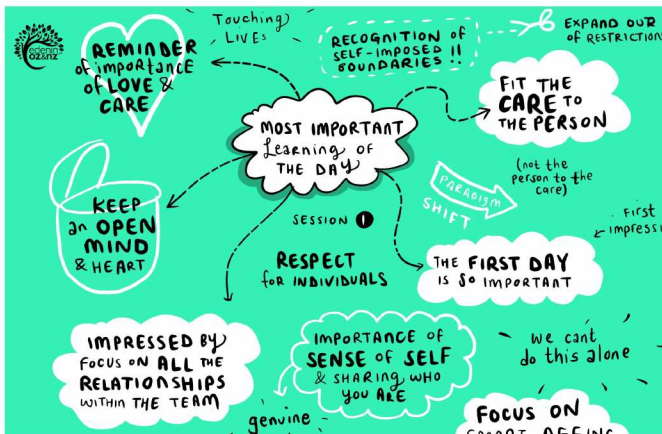 edenin
OZ&NZ
REMINDER
of importance
of LOVE &
CARE
Touching
LIVEs
RECOGNITION OF
SELF-IMPOSED
BOUNDARIES !!
EXPAND OUR
of RESTRICTION
MOST IMPORTANT
Learning of
THE DAY
FIT THE
CARE TO
THE PERSON
(not the
person to the
care)
PARADIGM
SHIFT
KEEP
an OPEN
MIND
& HEART
SESSION 1
RESPECT
for INDIVIDUALS
First
impressi
THE FIRST DAY
IS SO IMPORTANT
IMPRESSED BY
FOCUS ON ALL THE
RELATIONSHIPS
WITHIN THE TEAM
IMPORTANCE OF
SENSE OF SELF
& SHARING WHO
YOU ARE
genuine
we cant
do this alone
FOCUS ON